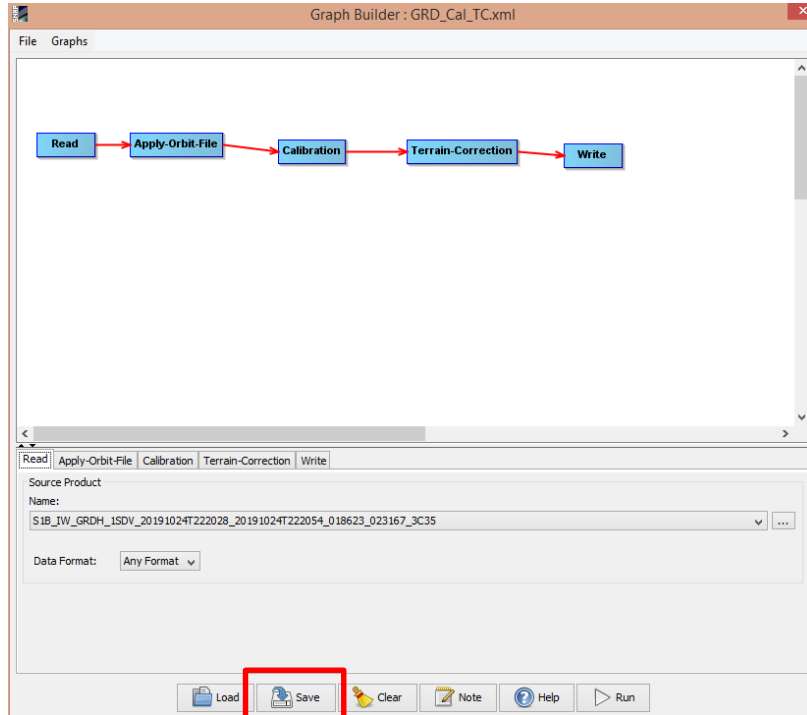 Graph Builder : GRD_Cal_TC.xml
File Graphs
Read Apply-Orbit-File Calibration Terrain-Correction Write
Read Apply-Orbit-File Calibration Terrain-Correction Write
Source Product
Name:
S1B_IW_GRDH_1SDV_20191024T222028_20191024T222054_018623_023167_3C35 ...
Data Format: Any Format
Load Save Clear Note Help Run